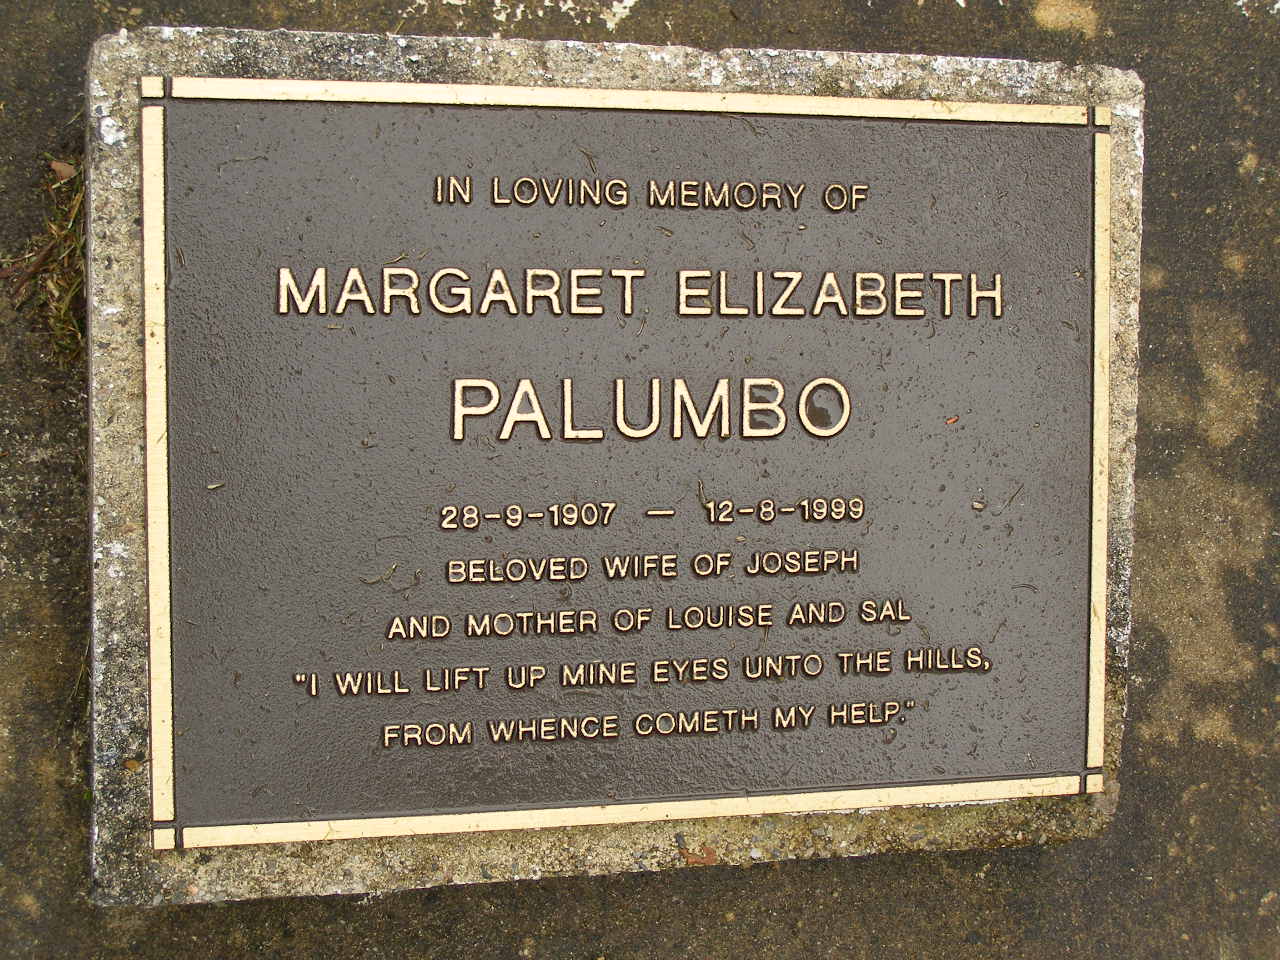 IN LOVING MEMORY OF
MARGARET ELIZABETH
PALUMBO
28-9-1907 — 12-8-1999
BELOVED WIFE OF JOSEPH
AND MOTHER OF LOUISE AND SAL
"I WILL LIFT UP MINE EYES UNTO THE HILLS,
FROM WHENCE COMETH MY HELP."